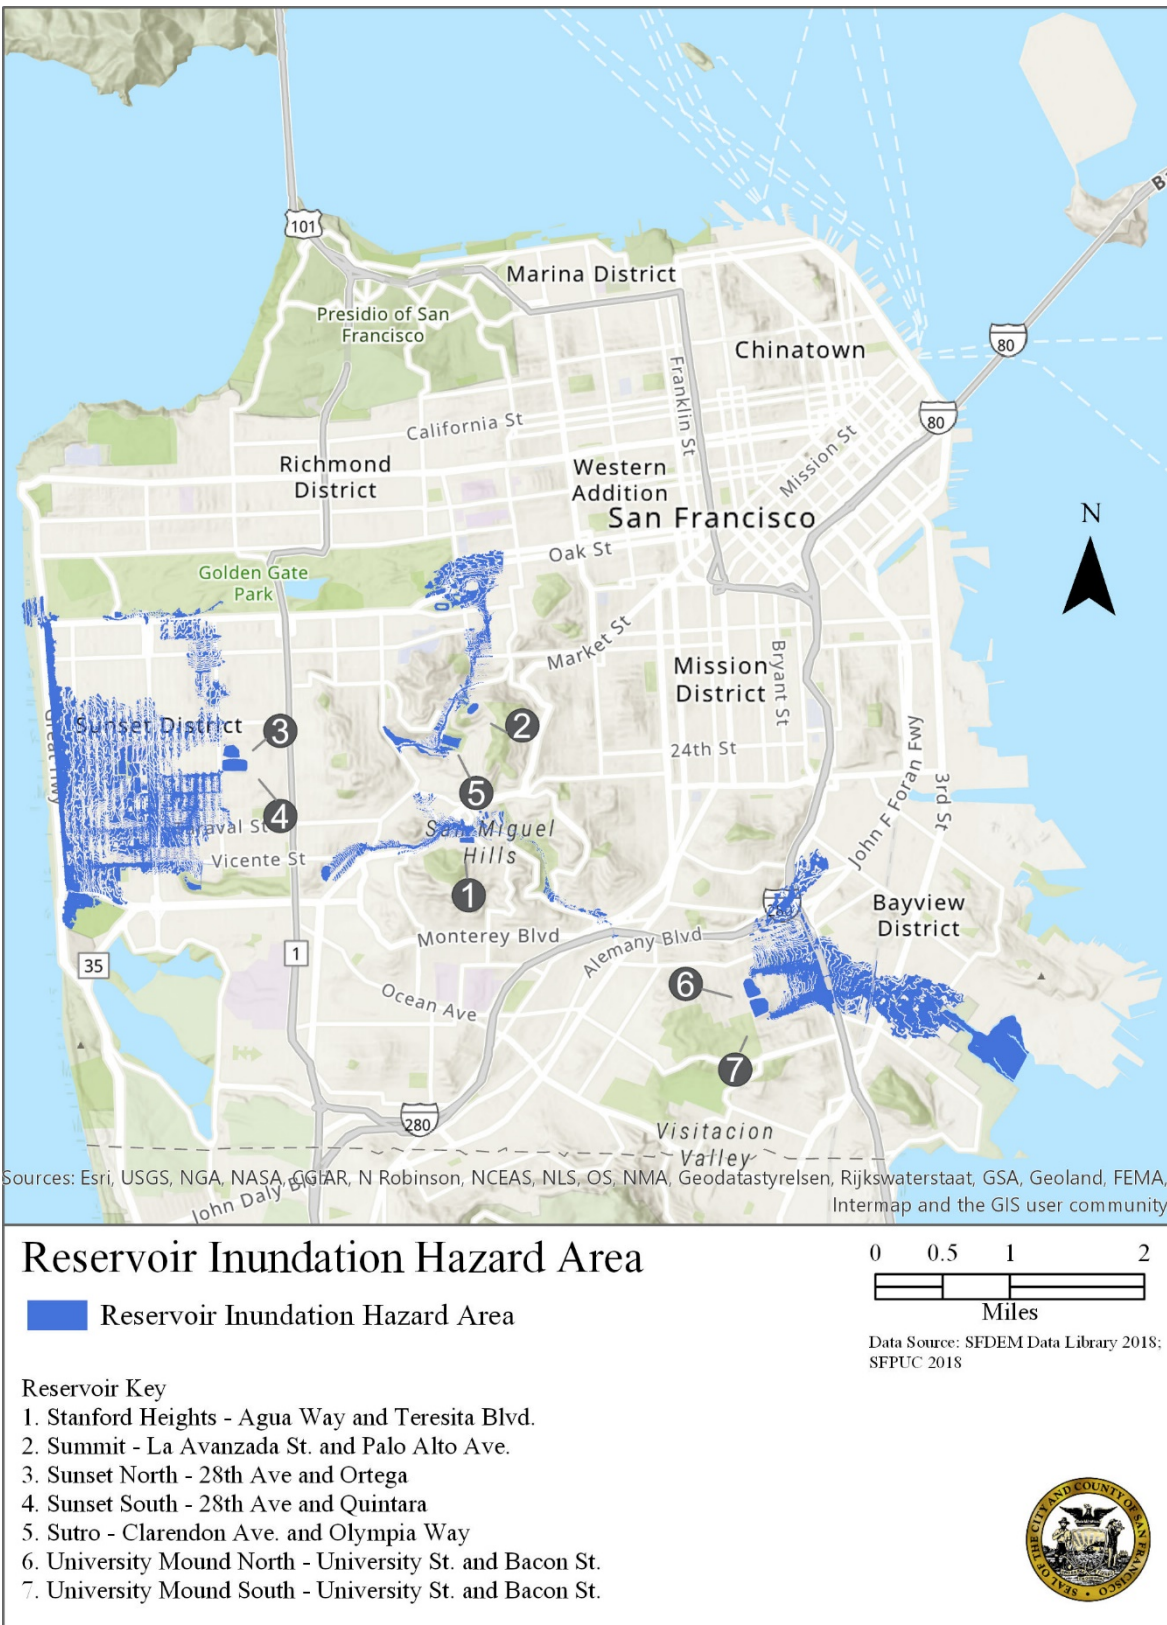 101
Marina District
Presidio of San
Francisco
Chinatown
80
Franklin St
California St
80
Mission St
Richmond
District
Western
Addition
San Francisco
N
Oak St
Golden Gate
Park
Market St
Mission
District
Bryant St
Sunset District
3
2
24th St
Great Hwy
5
4
John F Foran Fwy
3rd St
San Miguel
Hills
Vicente St
1
280
Bayview
District
Monterey Blvd
Alemany Blvd
1
35
6
Ocean Ave
7
280
Visitacion
Valley
Sources: Esri, USGS, NGA, NASA, CGIAR, N Robinson, NCEAS, NLS, OS, NMA, Geodatastyrelsen, Rijkswaterstaat, GSA, Geoland, FEMA,
Intermap and the GIS user community
John Daly Blvd
Reservoir Inundation Hazard Area
Reservoir Inundation Hazard Area
0 0.5 1 2
Miles
Data Source: SFDEM Data Library 2018;
SFPUC 2018
Reservoir Key
1. Stanford Heights - Agua Way and Teresita Blvd.
2. Summit - La Avanzada St. and Palo Alto Ave.
3. Sunset North - 28th Ave and Ortega
4. Sunset South - 28th Ave and Quintara
5. Sutro - Clarendon Ave. and Olympia Way
6. University Mound North - University St. and Bacon St.
7. University Mound South - University St. and Bacon St.
SEAL OF THE CITY AND COUNTY OF SAN FRANCISCO